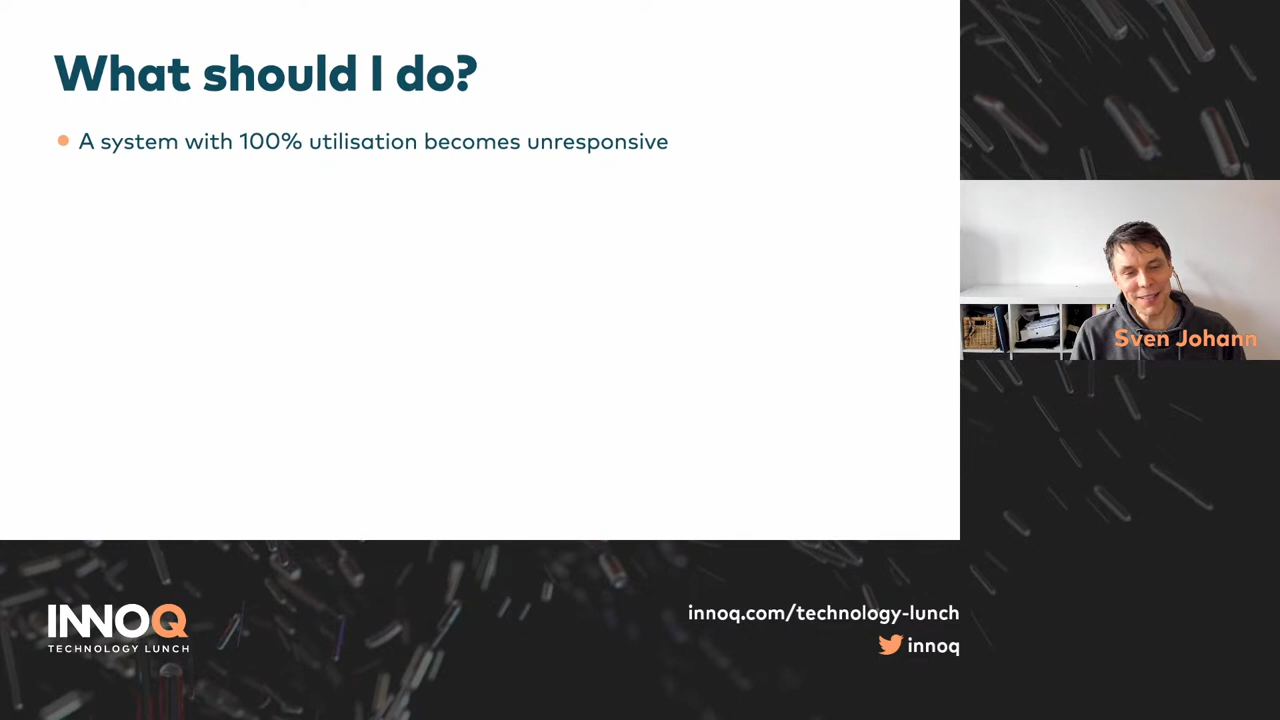 What should I do?
A system with 100% utilisation becomes unresponsive
Sven Johann
INNOQ
TECHNOLOGY LUNCH
innoq.com/technology-lunch
innoq